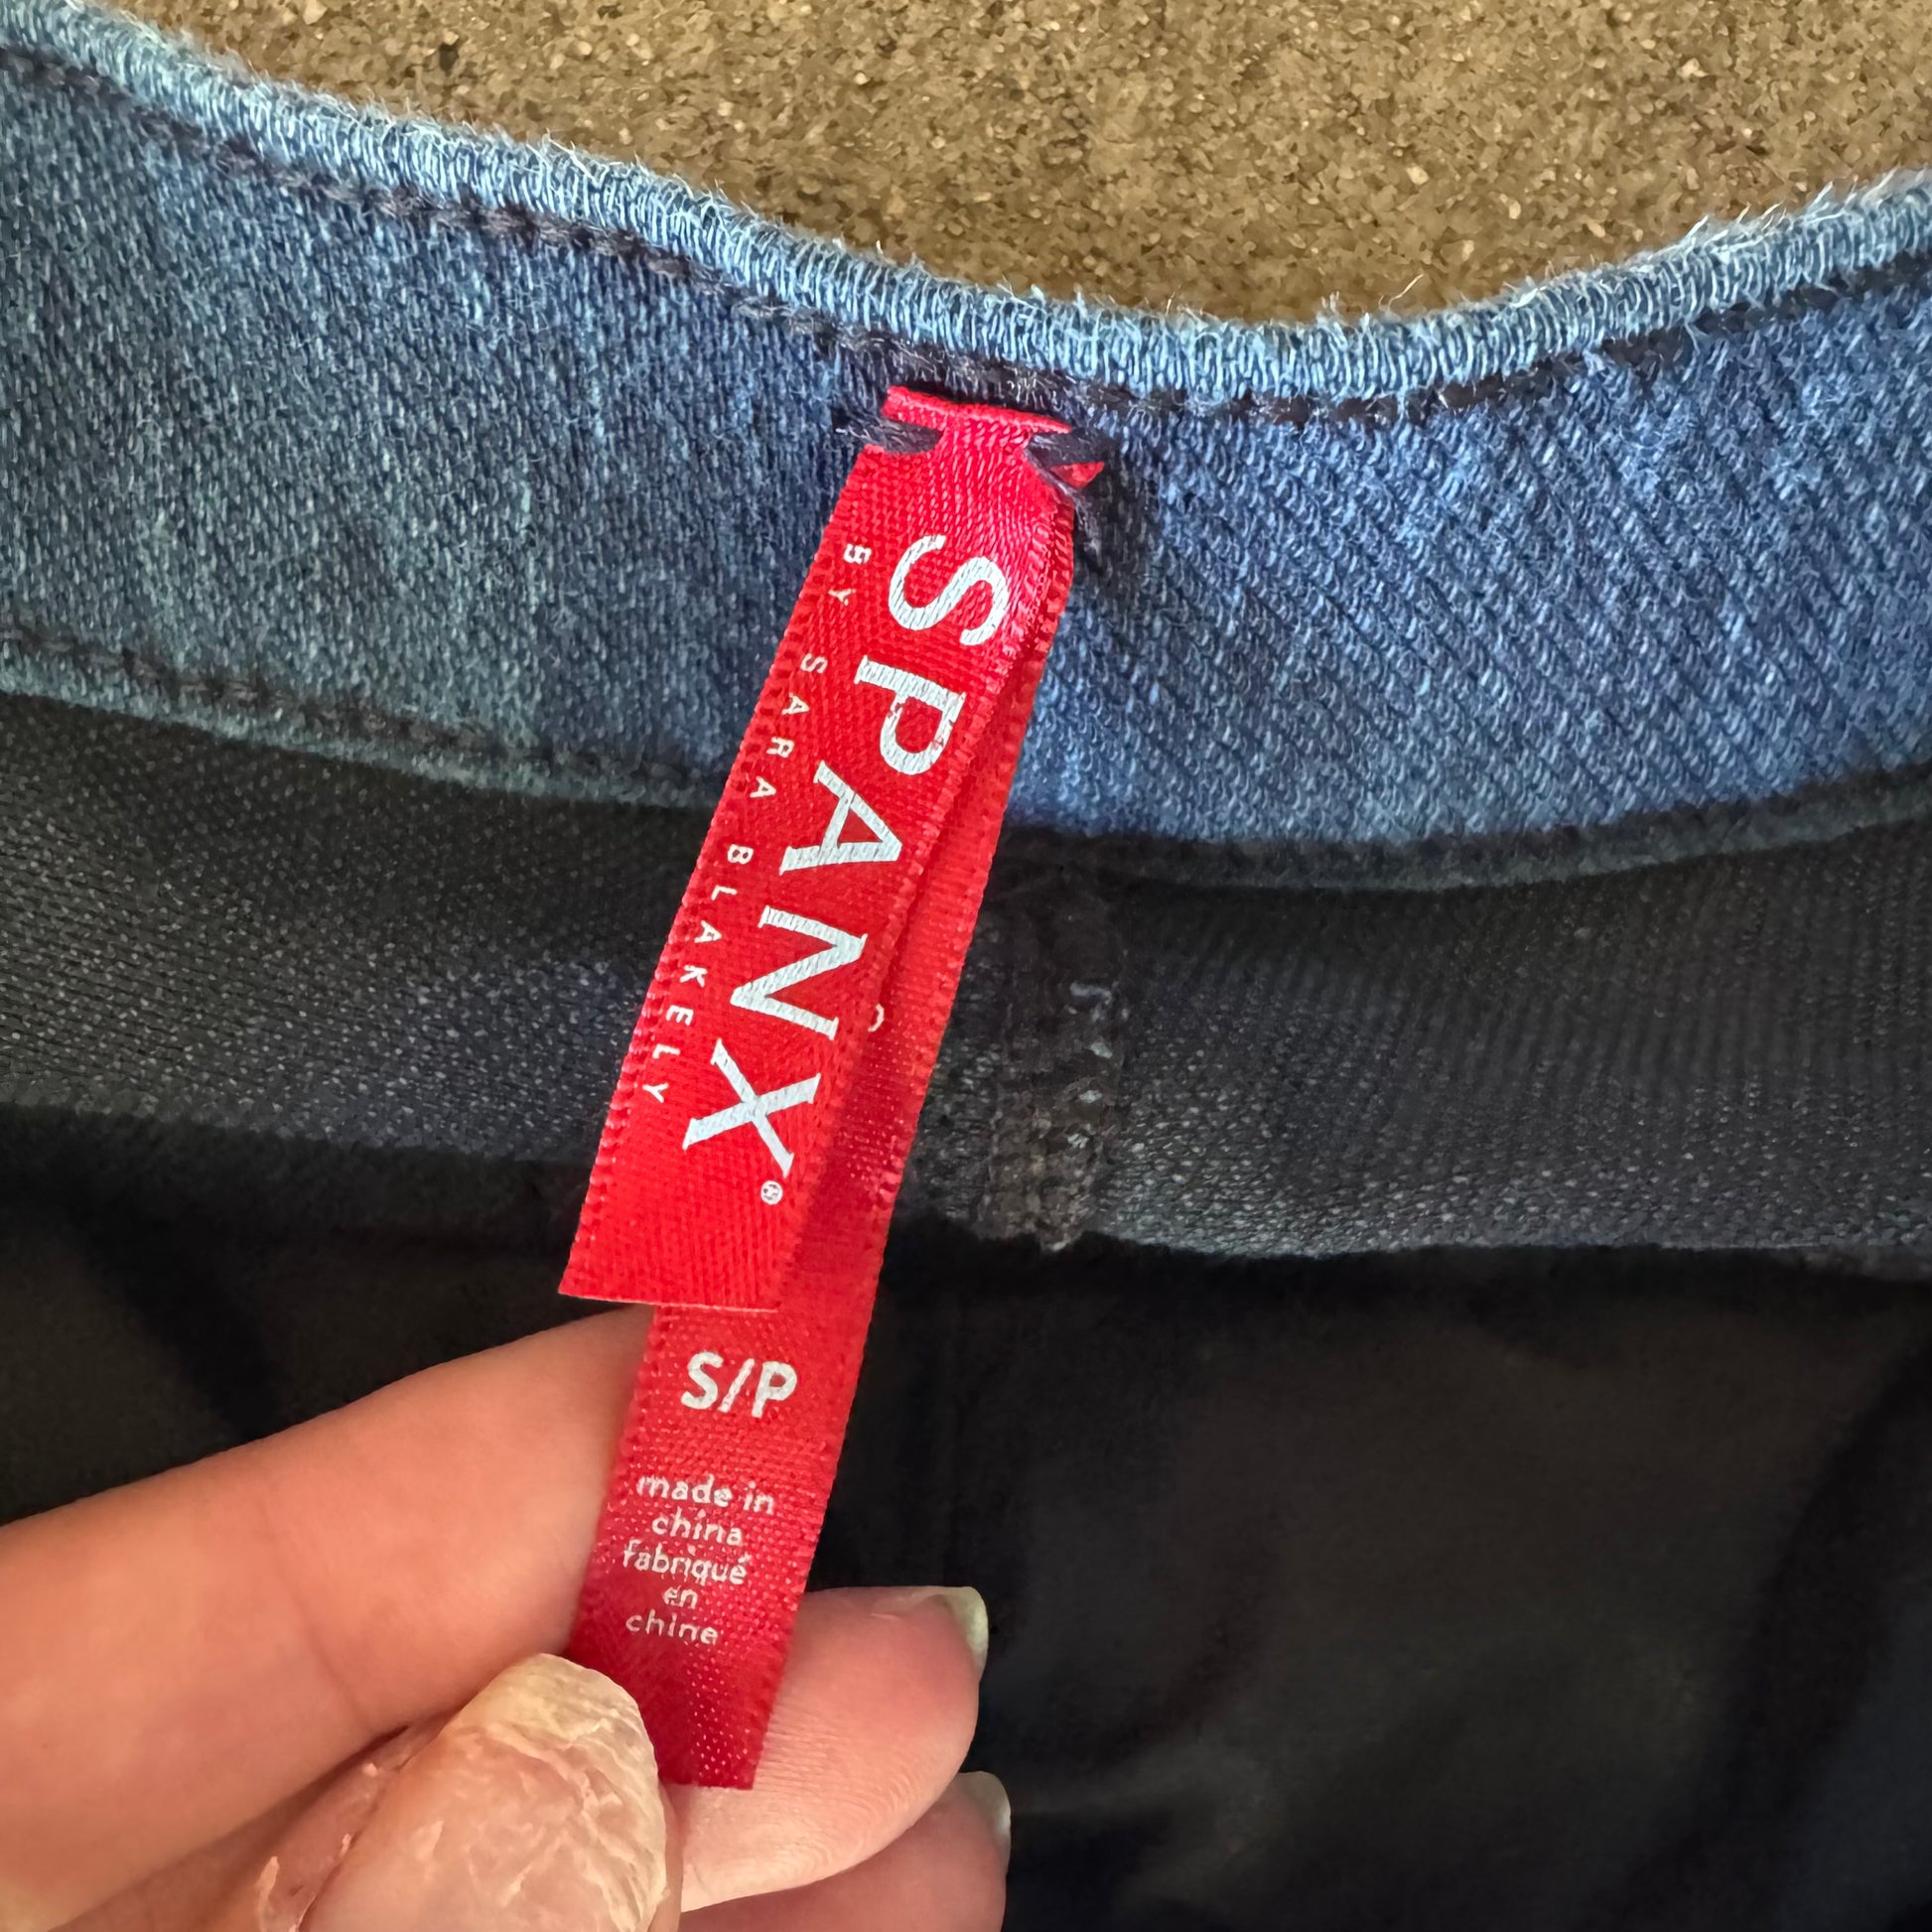 SPANX®
BY SARA BLAKELY
S/P
made in
china
fabriqué
en
chine